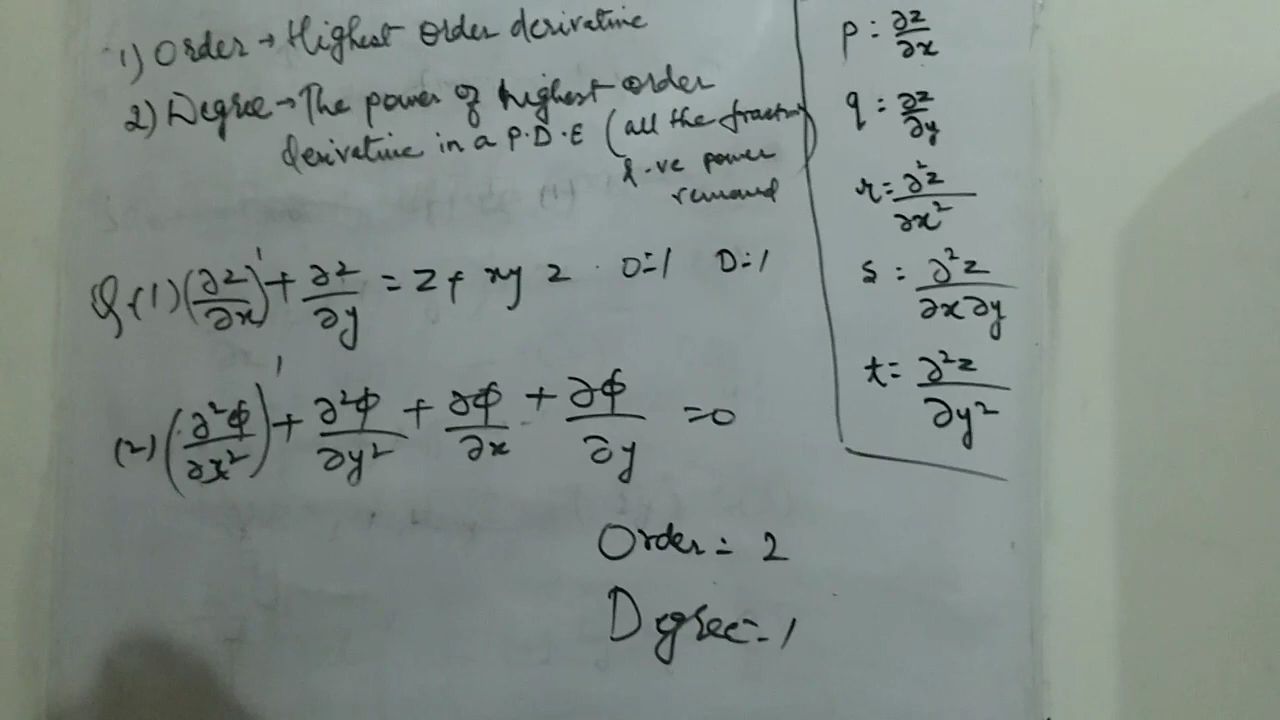 1) Order → Highest Order derivative
2) Degree → The power of highest order
derivative in a P.D.E (all the fraction
& -ve power
removed
Q.(1) (∂z/∂x)¹ + ∂z/∂y = z + xy z . O=1 D=1
(2) (∂²ϕ/∂x²)¹ + ∂²ϕ/∂y² + ∂ϕ/∂x + ∂ϕ/∂y = 0
Order = 2
Dgree = 1
p : ∂z/∂x
q : ∂z/∂y
r = ∂²z/∂x²
s : ∂²z/∂x∂y
t = ∂²z/∂y²